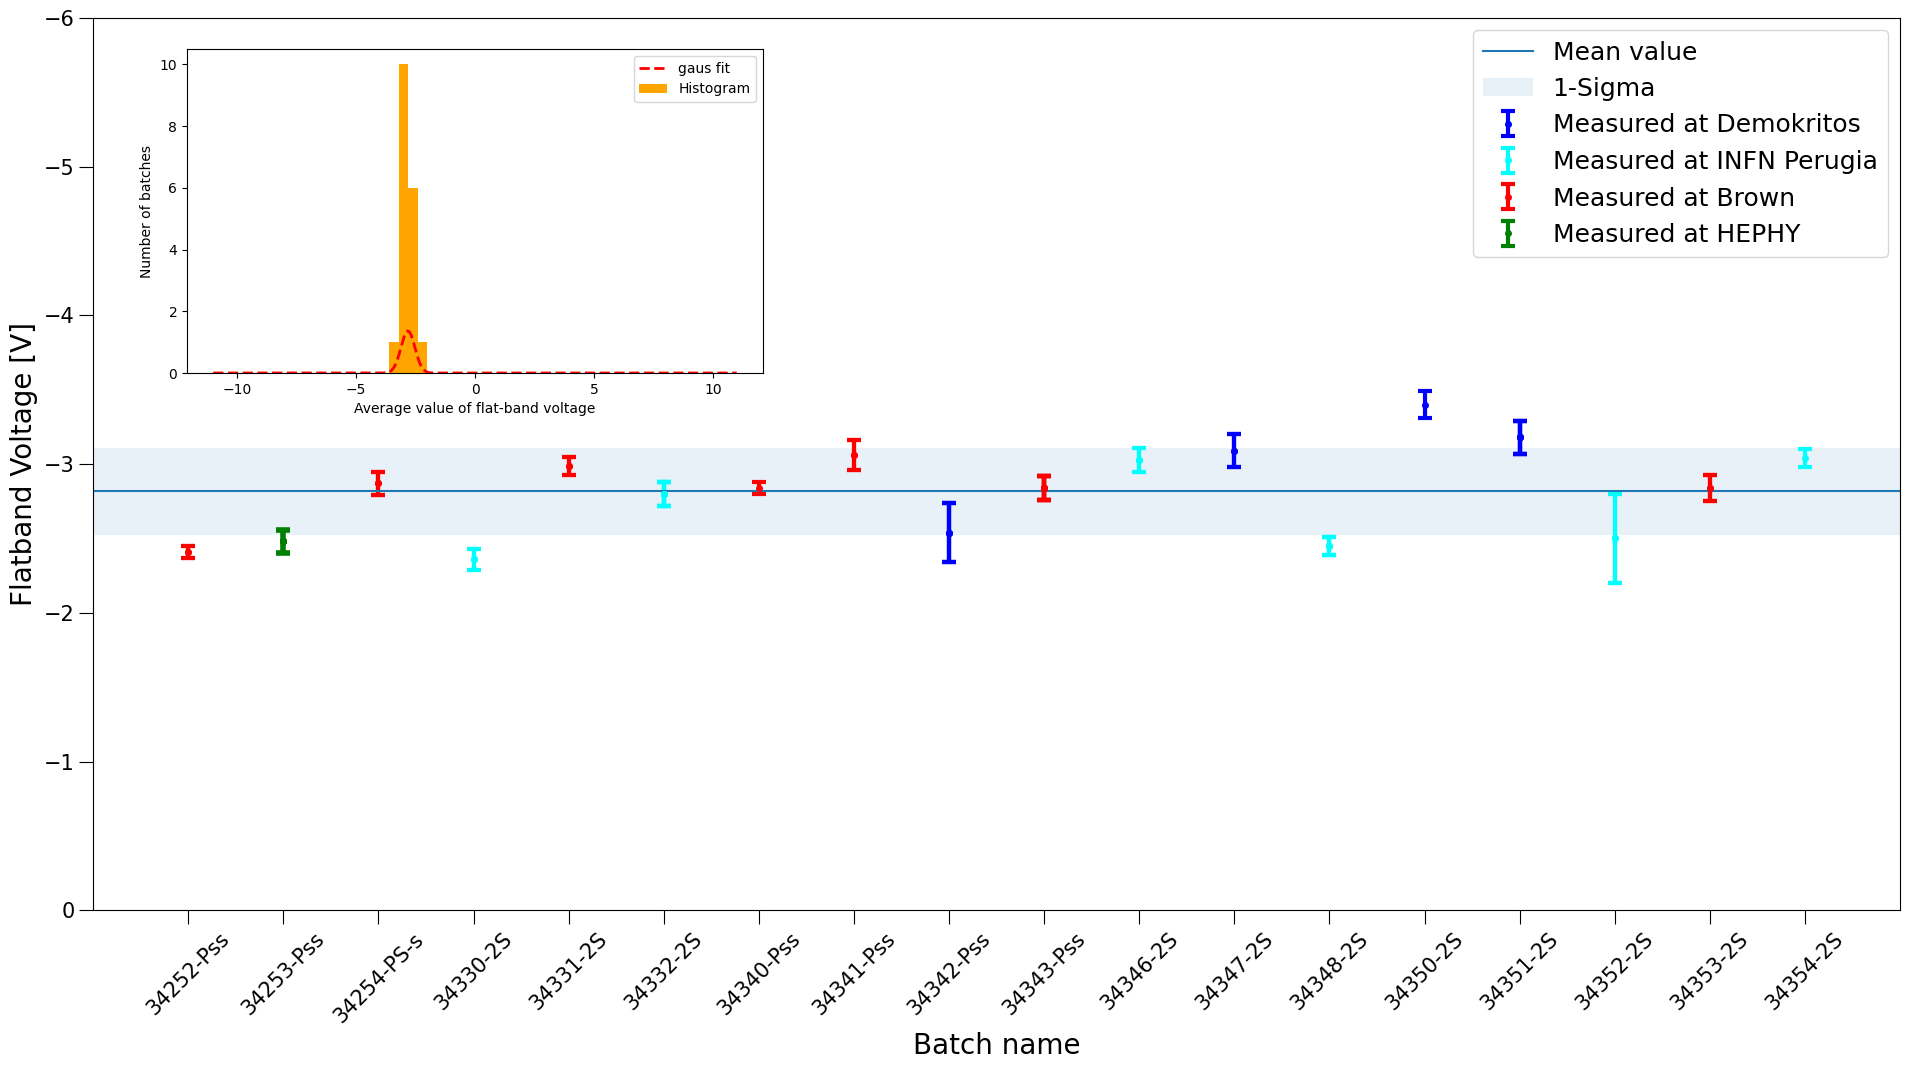 −6
−5
−4
−3
−2
−1
0
Flatband Voltage [V]
10
8
6
4
2
0
Number of batches
gaus fit
Histogram
−10
−5
0
5
10
Average value of flat-band voltage
Mean value
1-Sigma
Measured at Demokritos
Measured at INFN Perugia
Measured at Brown
Measured at HEPHY
34252-Pss
34253-Pss
34254-PS-s
34330-2S
34331-2S
34332-2S
34340-Pss
34341-Pss
34342-Pss
34343-Pss
34346-2S
34347-2S
34348-2S
34350-2S
34351-2S
34352-2S
34353-2S
34354-2S
Batch name